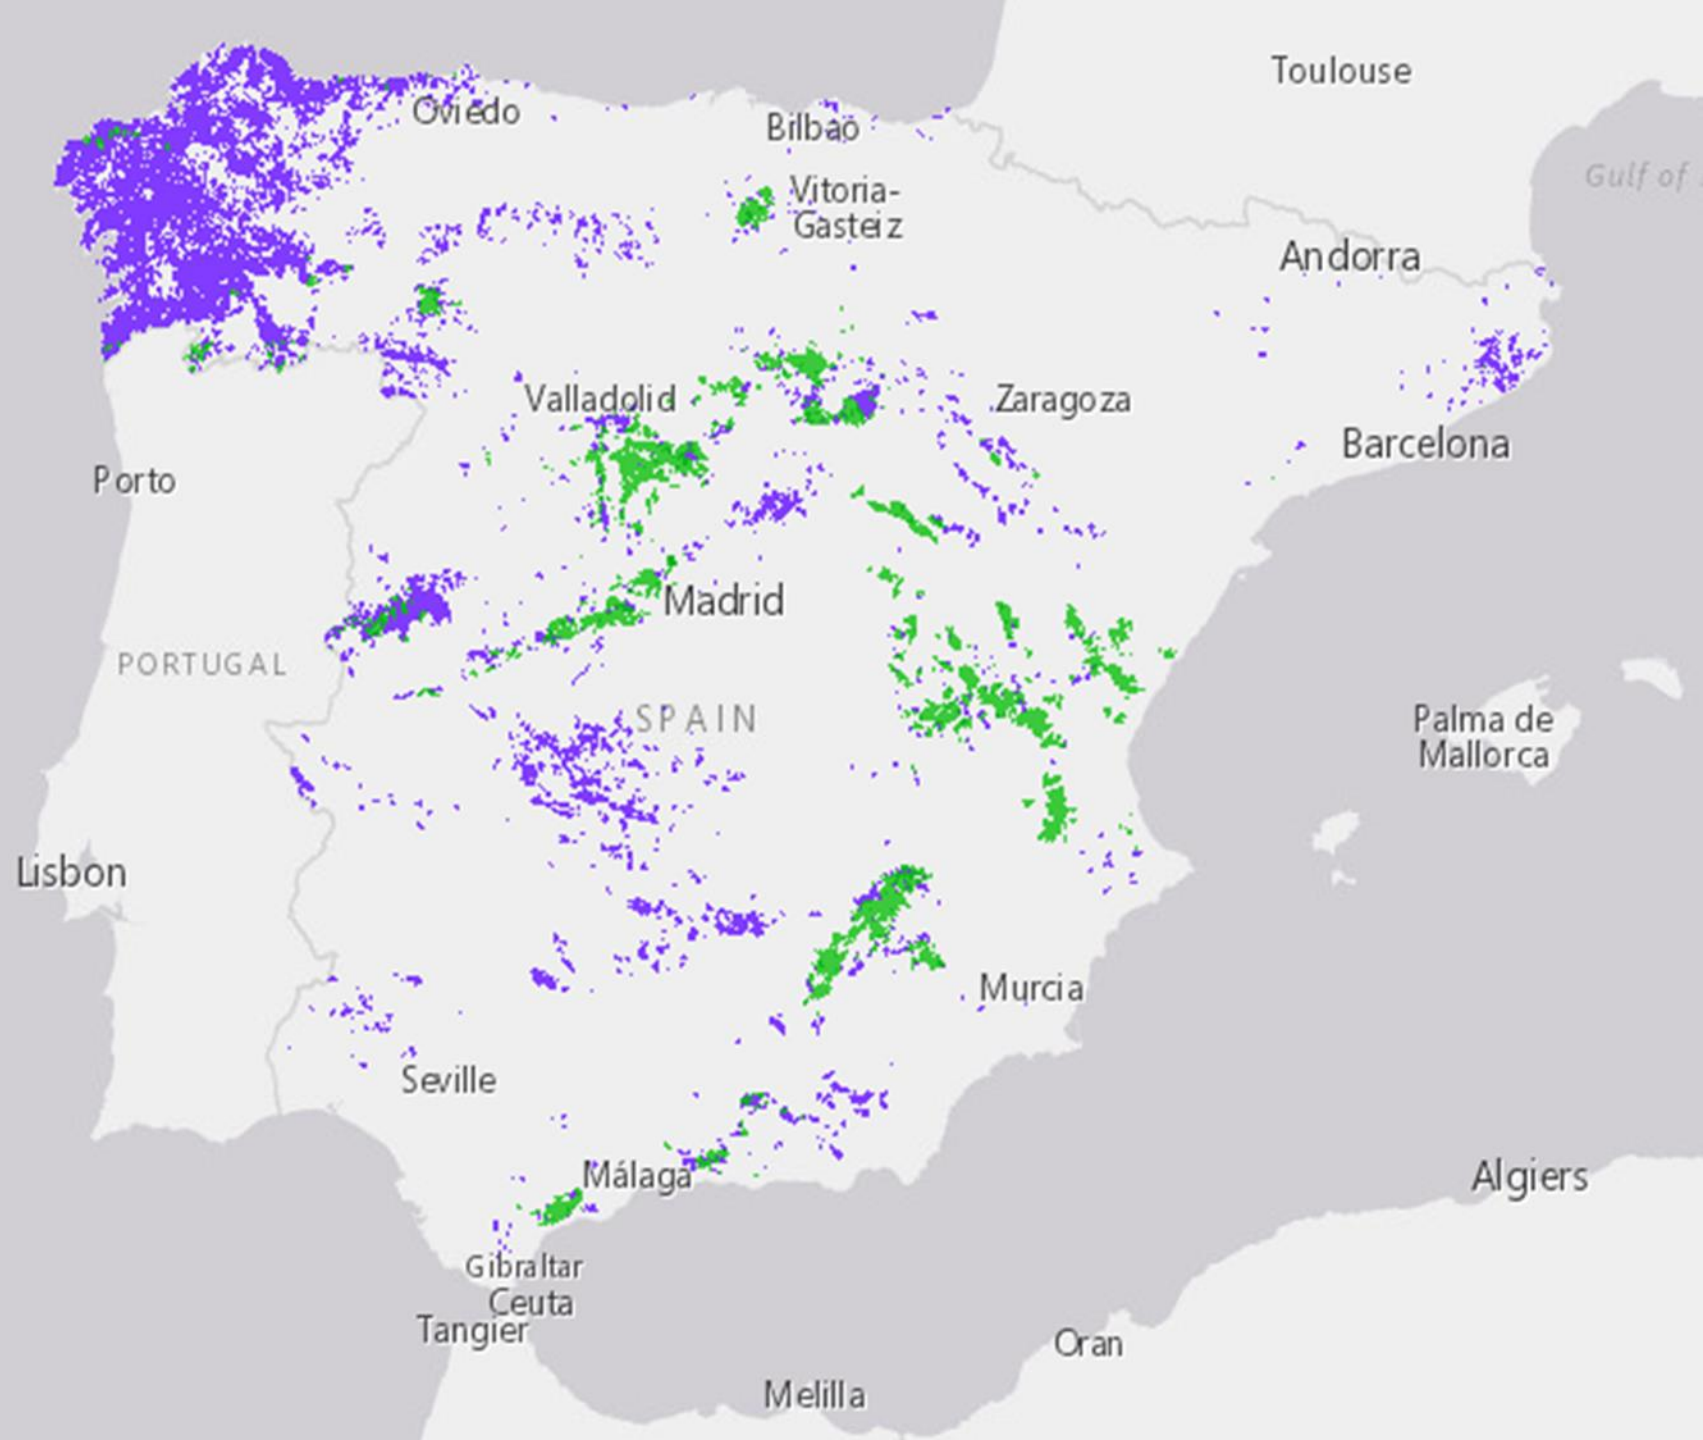 Toulouse
Oviedo
Bilbao
Gulf of
Vitoria-
Gasteiz
Andorra
Valladolid
Zaragoza
Barcelona
Porto
Madrid
PORTUGAL
SPAIN
Palma de
Mallorca
Lisbon
Murcia
Seville
Málaga
Algiers
Gibraltar
Ceuta
Tangier
Oran
Melilla